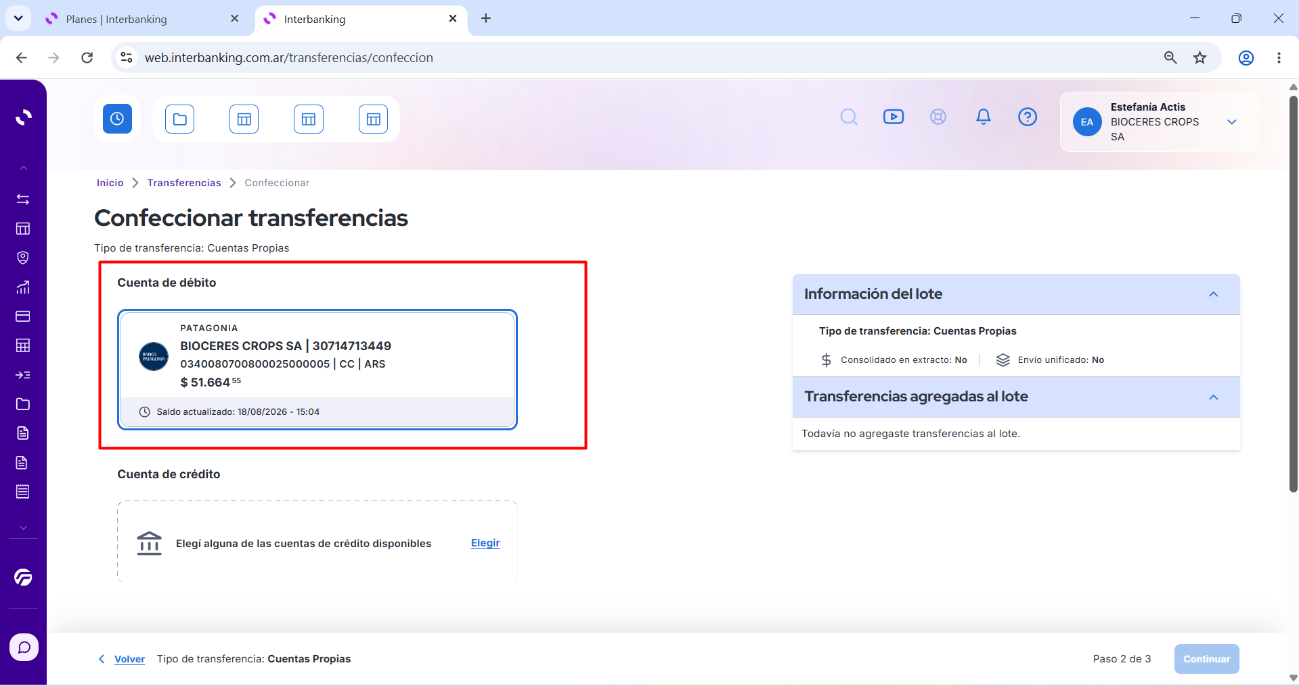 Planes | Interbanking
Interbanking
web.interbanking.com.ar/transferencias/confeccion
EA
Estefanía Actis
BIOCERES CROPS
SA
Inicio
Transferencias
Confeccionar
Confeccionar transferencias
Tipo de transferencia: Cuentas Propias
Cuenta de débito
PATAGONIA
BANCO
PATAGONIA
BIOCERES CROPS SA | 30714713449
0340080700800025000005 | CC | ARS
$ 51.664 55
Saldo actualizado: 18/08/2026 - 15:04
Cuenta de crédito
Elegí alguna de las cuentas de crédito disponibles
Elegir
Información del lote
Tipo de transferencia: Cuentas Propias
Consolidado en extracto: No
Envío unificado: No
Transferencias agregadas al lote
Todavía no agregaste transferencias al lote.
Volver
Tipo de transferencia: Cuentas Propias
Paso 2 de 3
Continuar